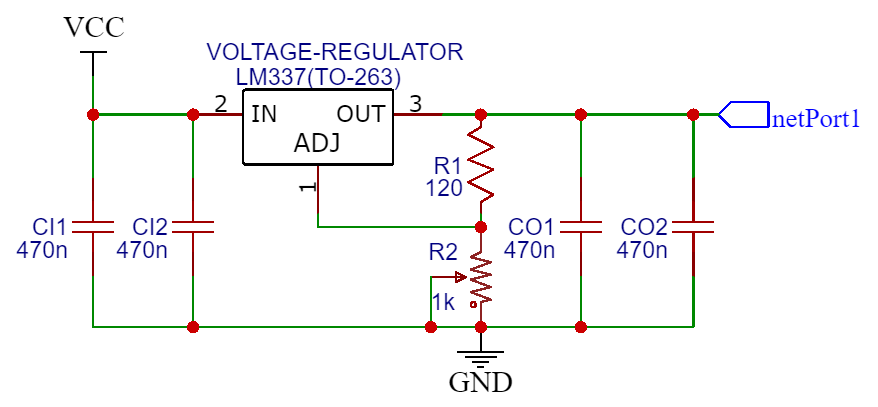 VCC
VOLTAGE-REGULATOR
LM337(TO-263)
2 IN OUT 3
ADJ
1
netPort1
R1
120
CI1
470n
CI2
470n
R2
1k
CO1
470n
CO2
470n
GND